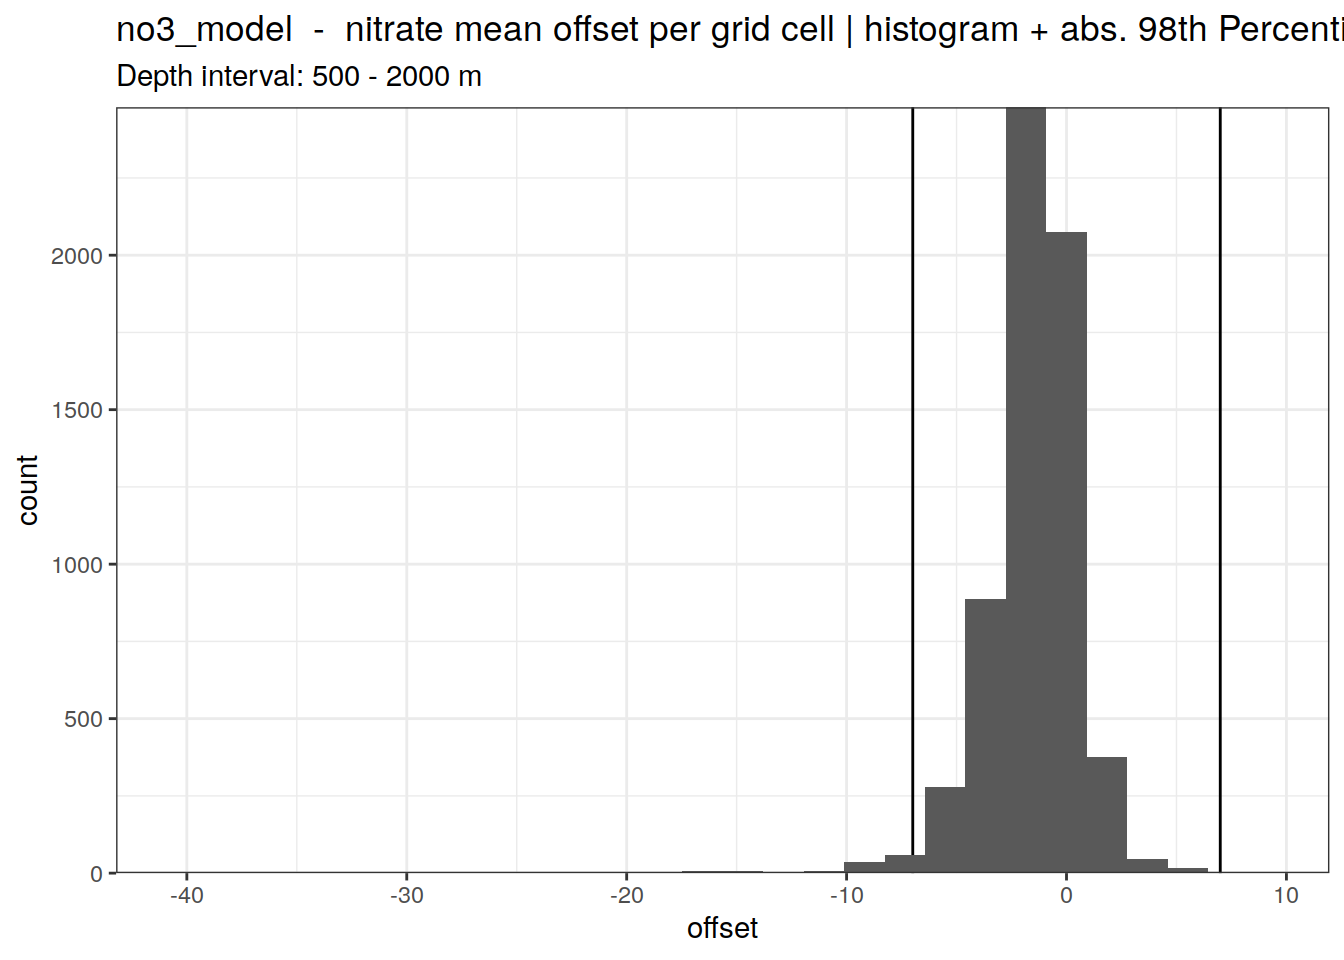 no3_model  -  nitrate mean offset per grid cell | histogram + abs. 98th
Depth interval: 500 - 2000 m
2000
1500
1000
500
0
count
-40
-30
-20
-10
0
10
offset